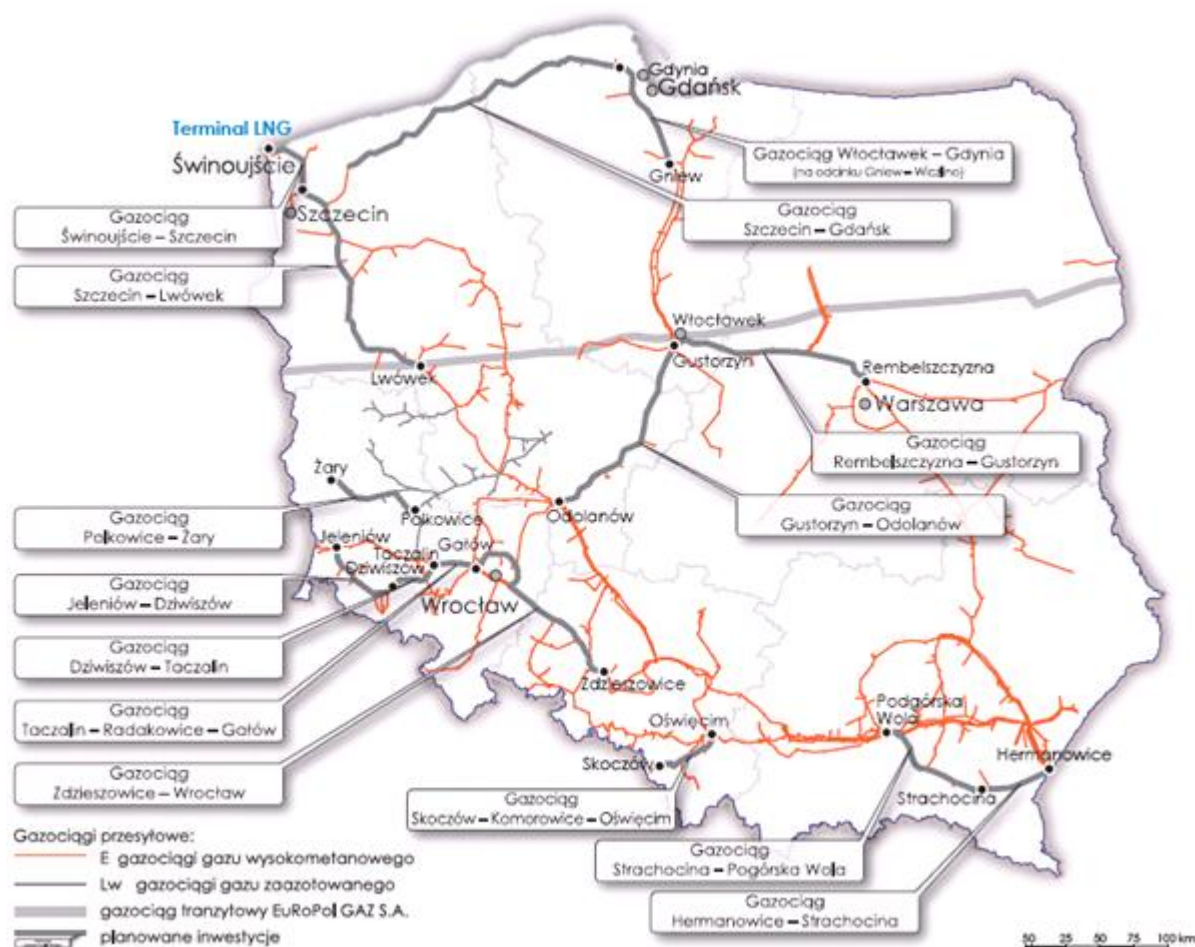 Gdynia
Gdańsk
Terminal LNG
Świnoujście
Gazociąg Włocławek – Gdynia
(na odcinku Gniew – Wiczlino)
Gniew
Szczecin
Gazociąg
Świnoujście – Szczecin
Gazociąg
Szczecin – Gdańsk
Gazociąg
Szczecin – Lwówek
Włocławek
Gustorzyn
Lwówek
Rembelszczyzna
Warszawa
Gazociąg
Rembelszczyzna – Gustorzyn
Żary
Polkowice
Odolanów
Gazociąg
Gustorzyn – Odolanów
Gazociąg
Polkowice – Żary
Jeleniów
Taczalin
Gałów
Dziwiszów
Wrocław
Gazociąg
Jeleniów – Dziwiszów
Gazociąg
Dziwiszów – Taczalin
Zdzieszowice
Podgórska
Wola
Gazociąg
Taczalin – Radakowice – Gałów
Oświęcim
Skoczów
Hermanowice
Strachocina
Gazociąg
Zdzieszowice – Wrocław
Gazociąg
Skoczów – Komorowice – Oświęcim
Gazociąg
Strachocina – Pogórska Wola
Gazociąg
Hermanowice – Strachocina
Gazociągi przesyłowe:
E gazociągi gazu wysokometanowego
Lw gazociągi gazu zaazotowanego
gazociąg tranzytowy EuRoPol GAZ S.A.
planowane inwestycje
50 25 50 75 100 km